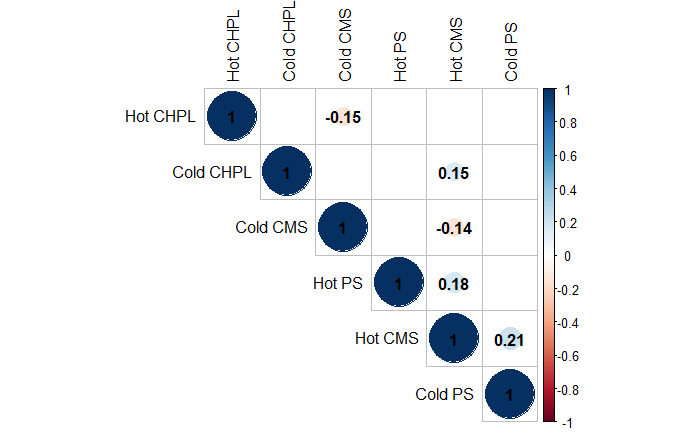 Hot CHPL
Cold CHPL
Cold CMS
Hot PS
Hot CMS
Cold PS
Hot CHPL 1 -0.15
Cold CHPL 1 0.15
Cold CMS 1 -0.14
Hot PS 1 0.18
Hot CMS 1 0.21
Cold PS 1
1
0.8
0.6
0.4
0.2
0
-0.2
-0.4
-0.6
-0.8
-1